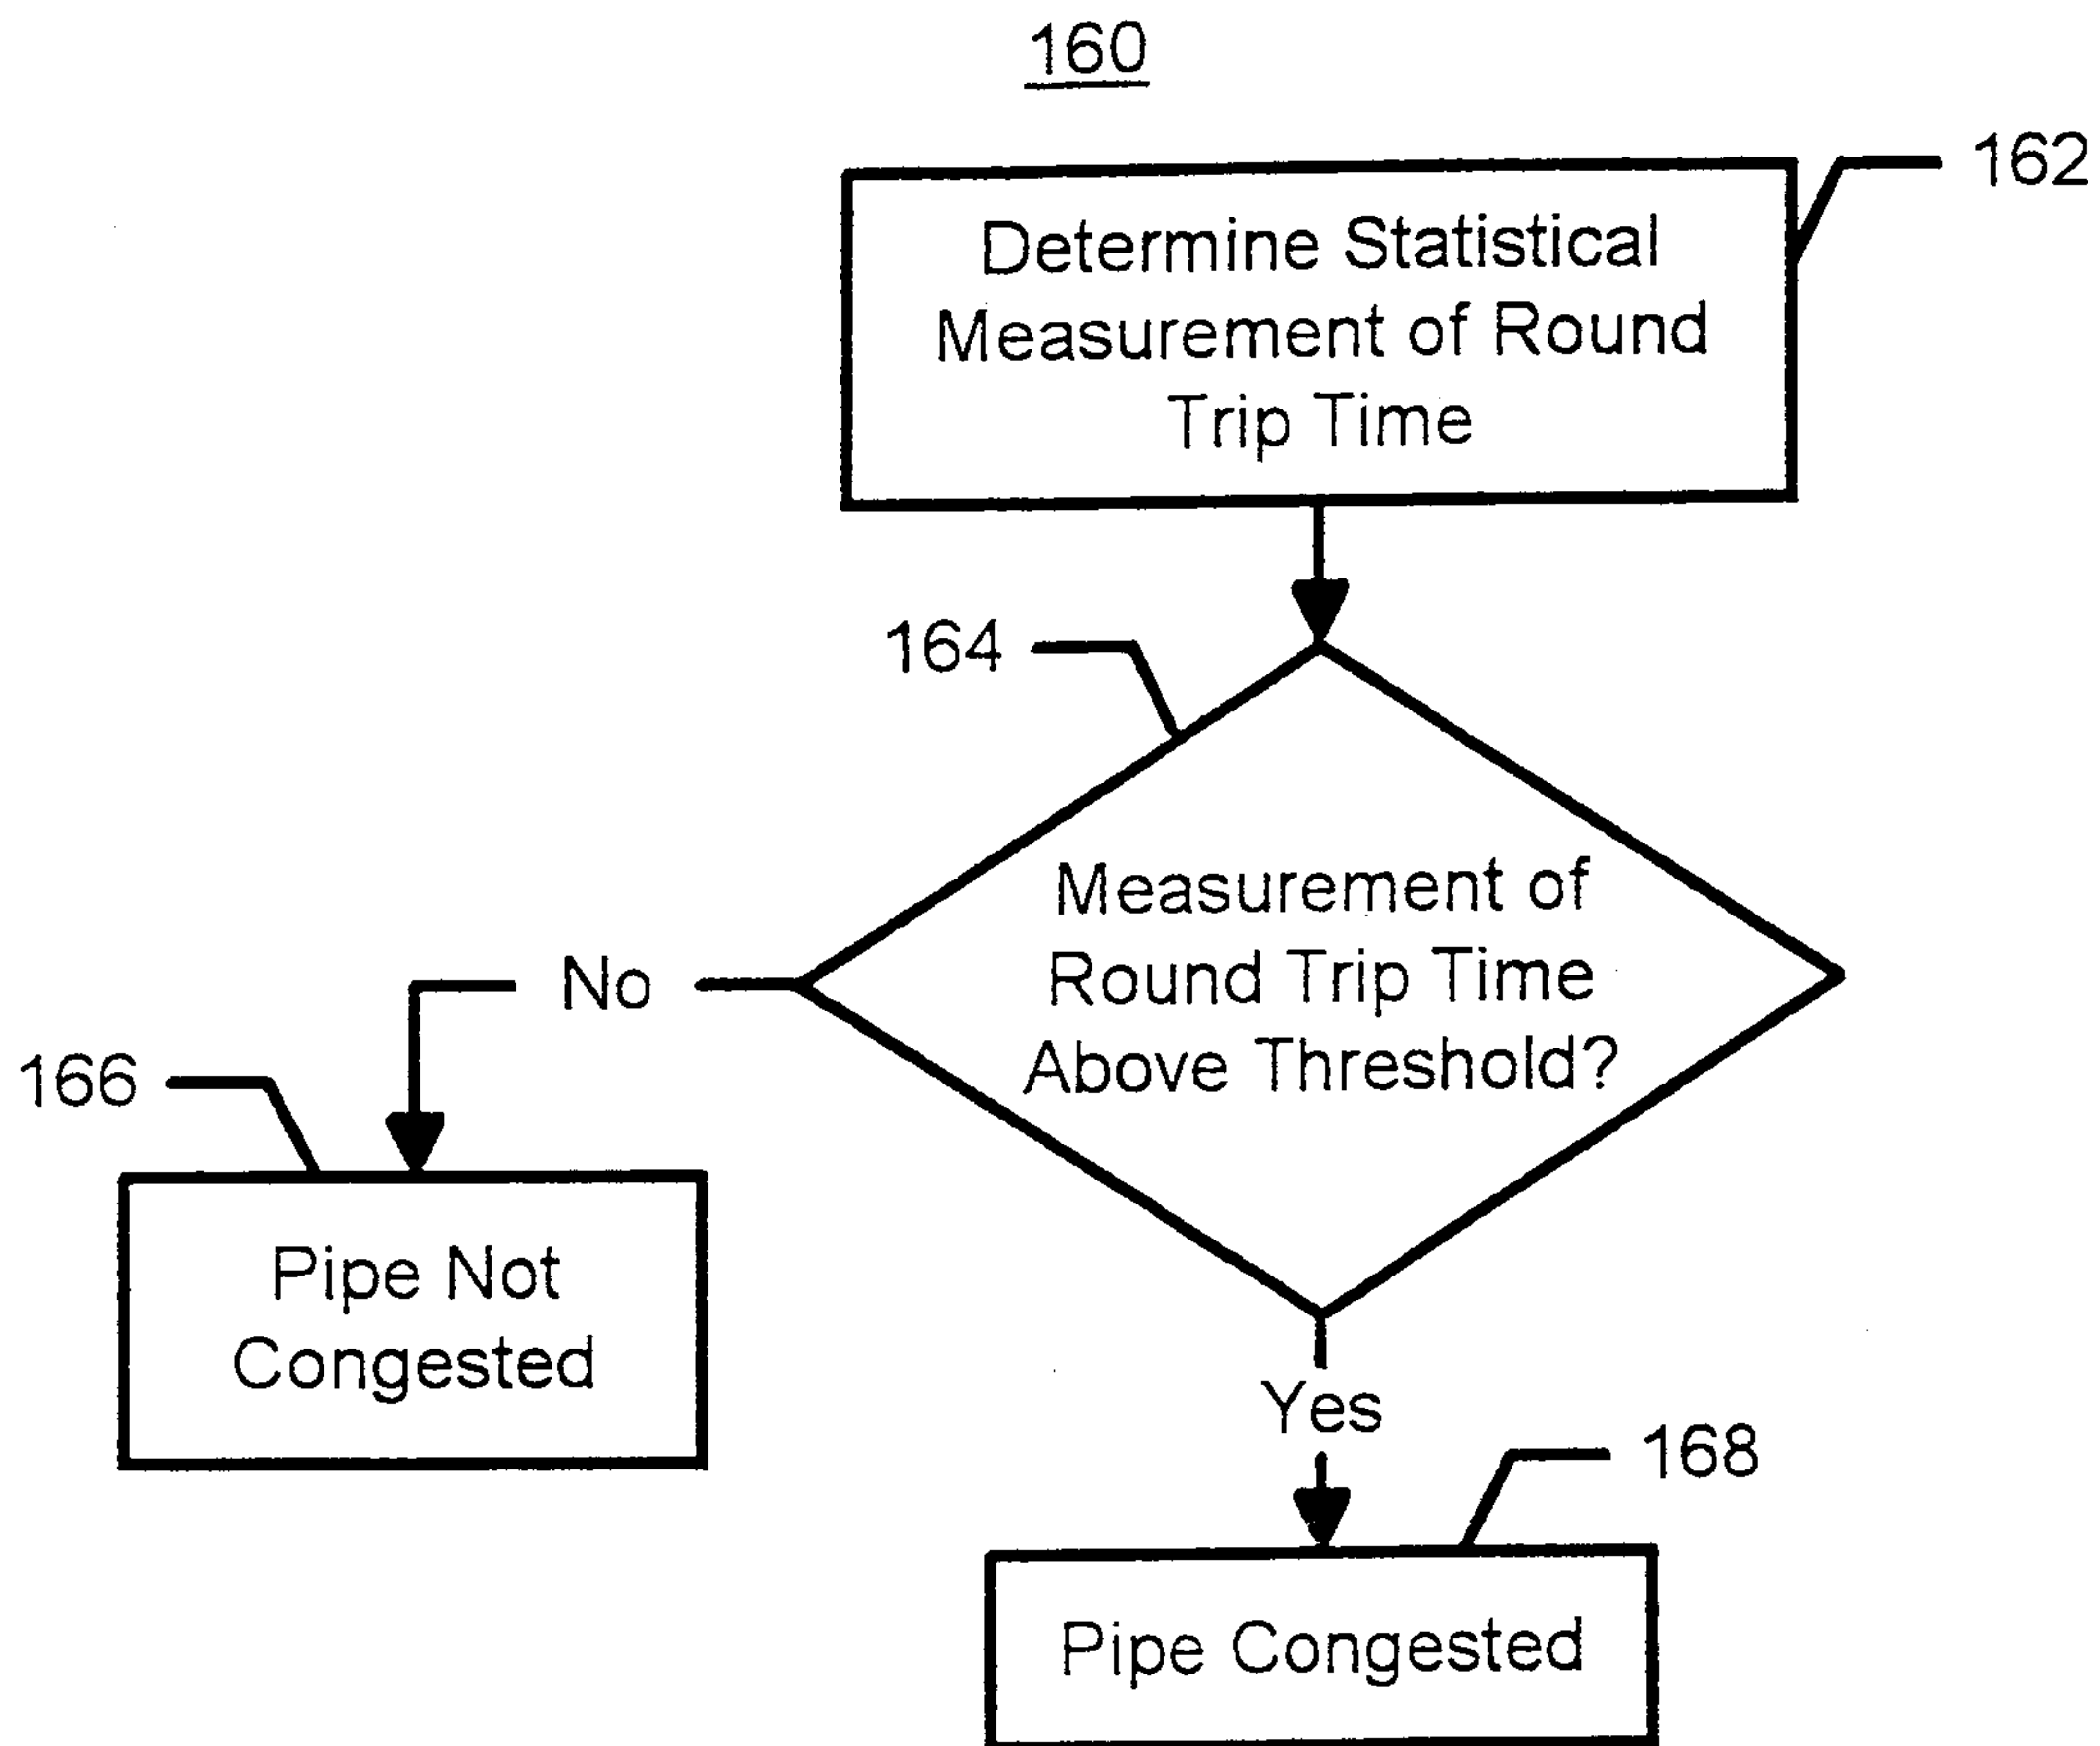 160
162
Determine Statistical
Measurement of Round
Trip Time
164
Measurement of
Round Trip Time
Above Threshold?
No
166
Pipe Not
Congested
Yes
168
Pipe Congested